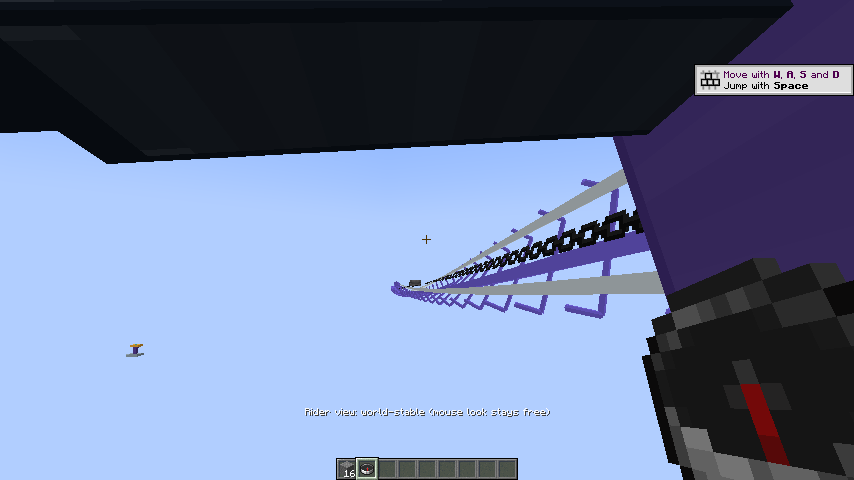 Move with W, A, S and D
Jump with Space
Rider view: world-stable (mouse look stays free)
16